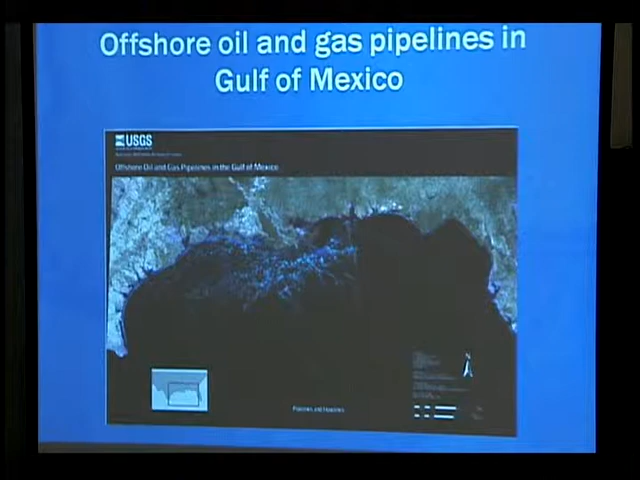 Offshore oil and gas pipelines in
Gulf of Mexico
USGS
Offshore Oil and Gas Pipelines in the Gulf of Mexico